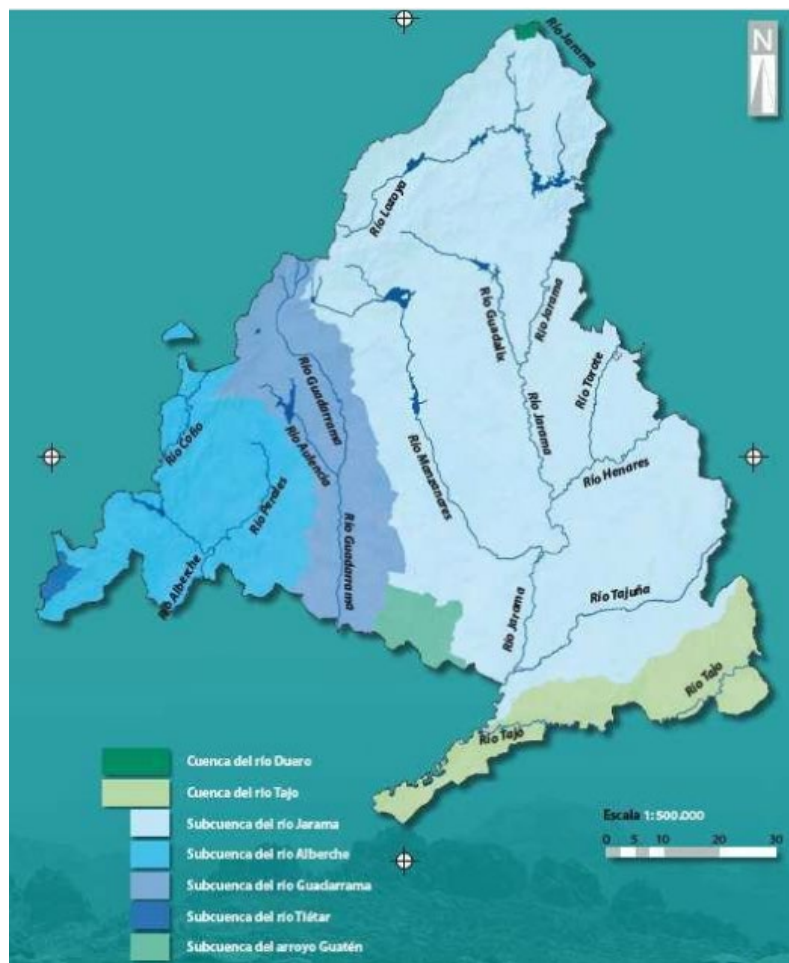 Río Jarama
N
Río Lozoya
Río Guadalix
Río Jarama
Río Torote
Río Guadarrama
Río Jarama
Río Cofio
Río Aulencia
Río Manzanares
Río Henares
Río Perales
Río Guadarrama
Río Alberche
Río Jarama
Río Tajuña
Río Tajo
Río Tajo
Cuenca del río Duero
Cuenca del río Tajo
Subcuenca del río Jarama
Subcuenca del río Alberche
Subcuenca del río Guadarrama
Subcuenca del río Tiétar
Subcuenca del arroyo Guatén
Escala 1:500.000
0 10 20 30